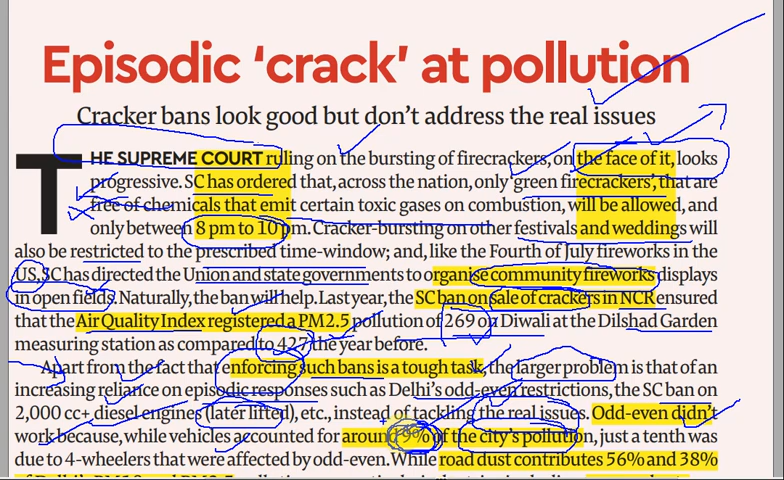 Episodic ‘crack’ at pollution
Cracker bans look good but don’t address the real issues
THE SUPREME COURT ruling on the bursting of firecrackers, on the face of it, looks
progressive. SC has ordered that, across the nation, only ‘green firecrackers’, that are
free of chemicals that emit certain toxic gases on combustion, will be allowed, and
only between 8 pm to 10 pm. Cracker-bursting on other festivals and weddings will
also be restricted to the prescribed time-window; and, like the Fourth of July fireworks in the
US, SC has directed the Union and state governments to organise community fireworks displays
in open fields. Naturally, the ban will help. Last year, the SC ban on sale of crackers in NCR ensured
that the Air Quality Index registered a PM2.5 pollution of 269 on Diwali at the Dilshad Garden
measuring station as compared to 427 the year before.
Apart from the fact that enforcing such bans is a tough task, the larger problem is that of an
increasing reliance on episodic responses such as Delhi’s odd-even restrictions, the SC ban on
2,000 cc+ diesel engines (later lifted), etc., instead of tackling the real issues. Odd-even didn’t
work because, while vehicles accounted for around % of the city’s pollution, just a tenth was
due to 4-wheelers that were affected by odd-even. While road dust contributes 56% and 38%